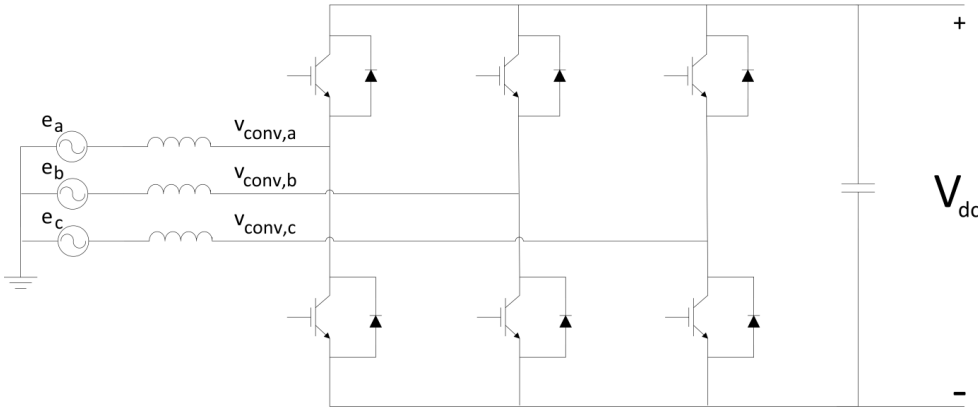 +
e_a
v_conv,a
e_b
v_conv,b
V_dc
e_c
v_conv,c
-